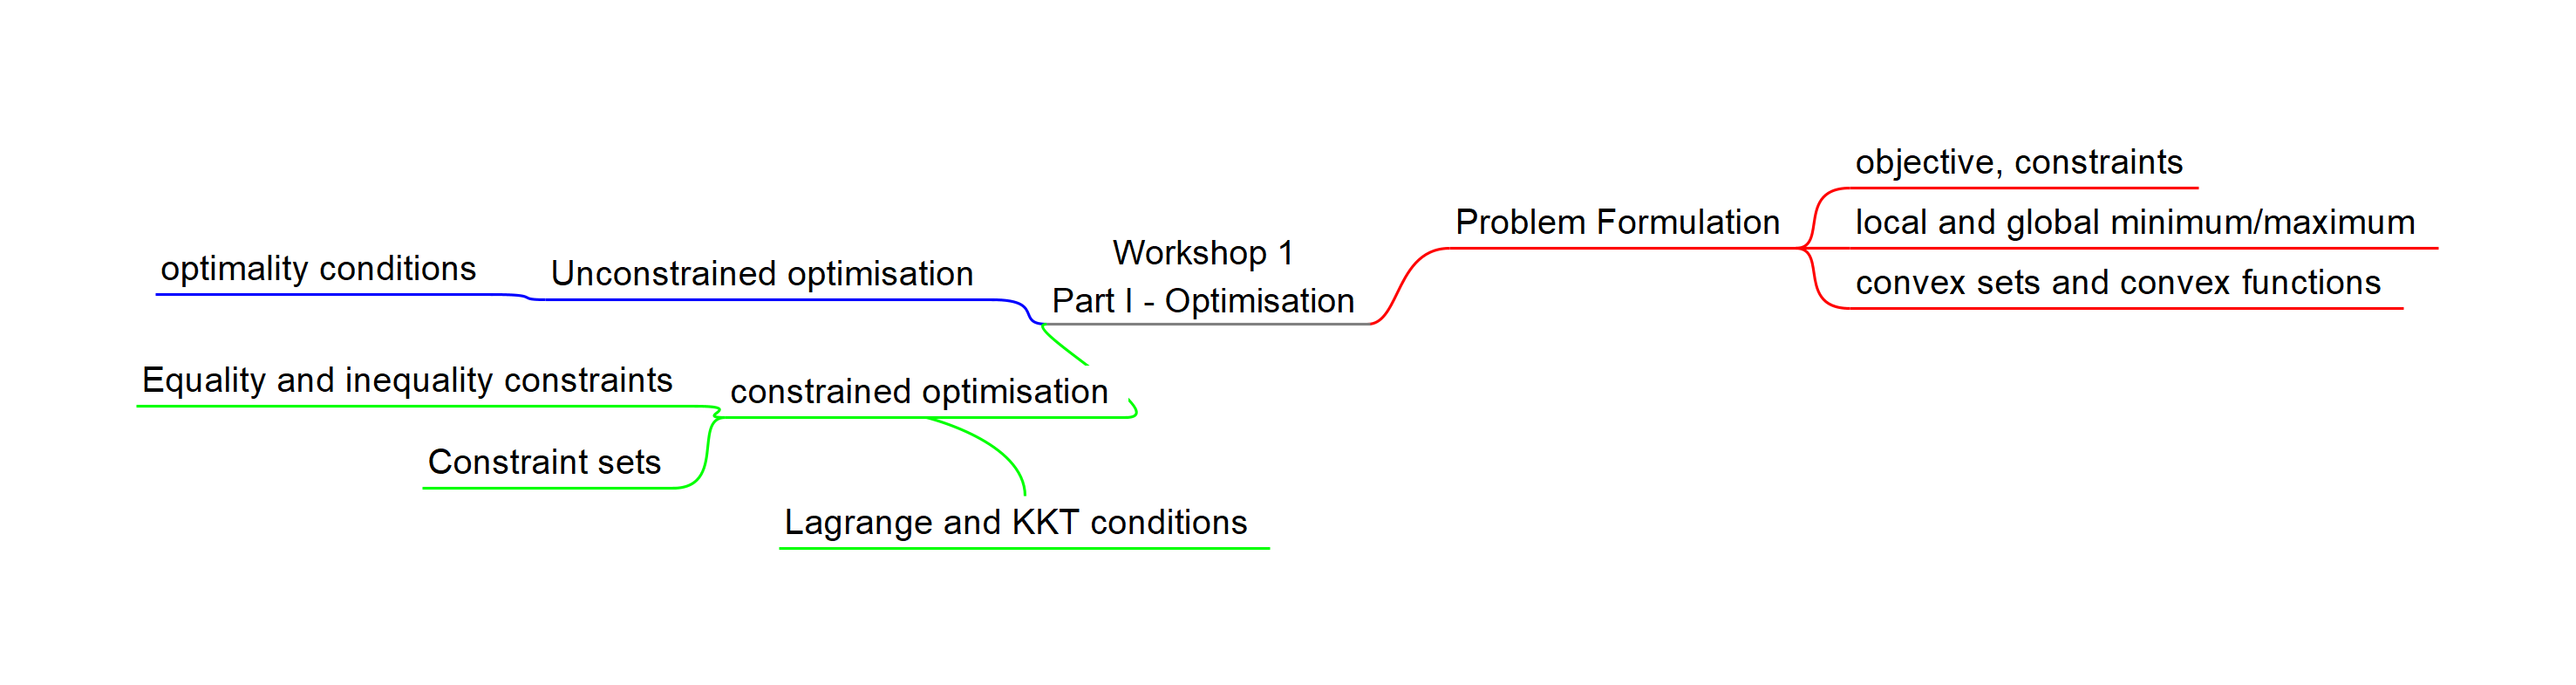 Workshop 1
Part I - Optimisation
Problem Formulation
objective, constraints
local and global minimum/maximum
convex sets and convex functions
Unconstrained optimisation
optimality conditions
constrained optimisation
Equality and inequality constraints
Constraint sets
Lagrange and KKT conditions